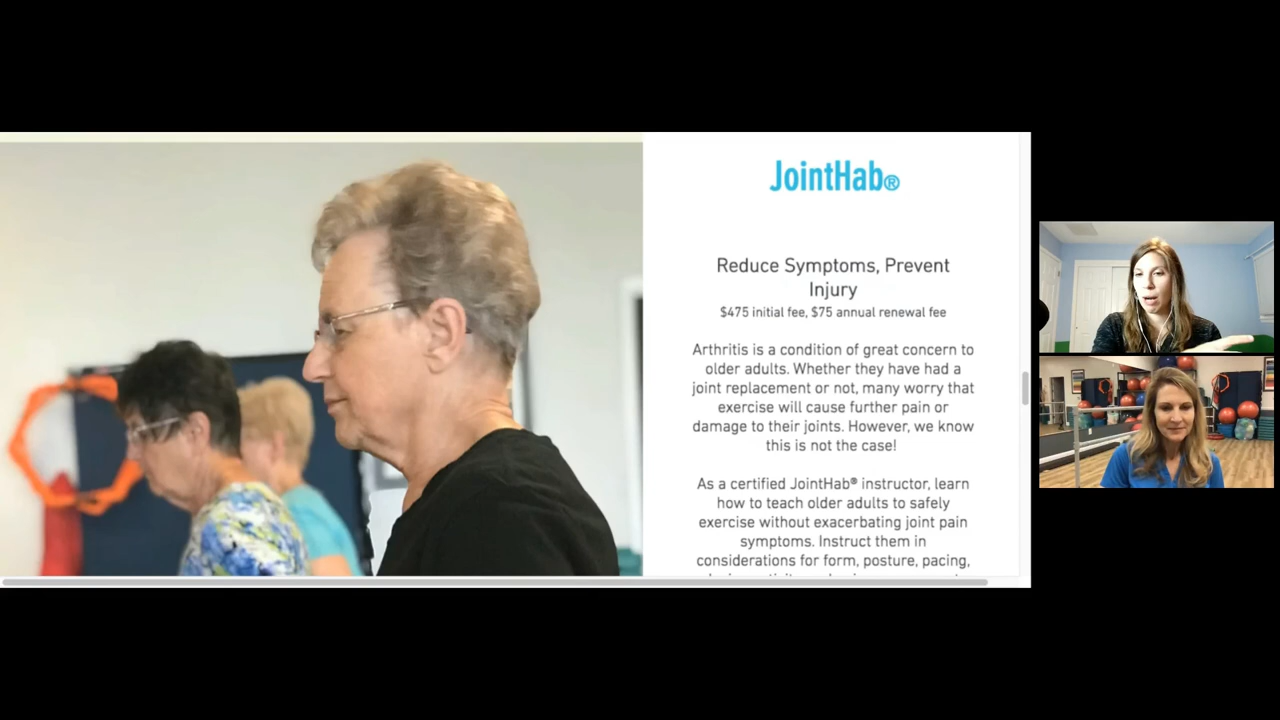 JointHab®
Reduce Symptoms, Prevent
Injury
$475 initial fee, $75 annual renewal fee
Arthritis is a condition of great concern to
older adults. Whether they have had a
joint replacement or not, many worry that
exercise will cause further pain or
damage to their joints. However, we know
this is not the case!
As a certified JointHab® instructor, learn
how to teach older adults to safely
exercise without exacerbating joint pain
symptoms. Instruct them in
considerations for form, posture, pacing,